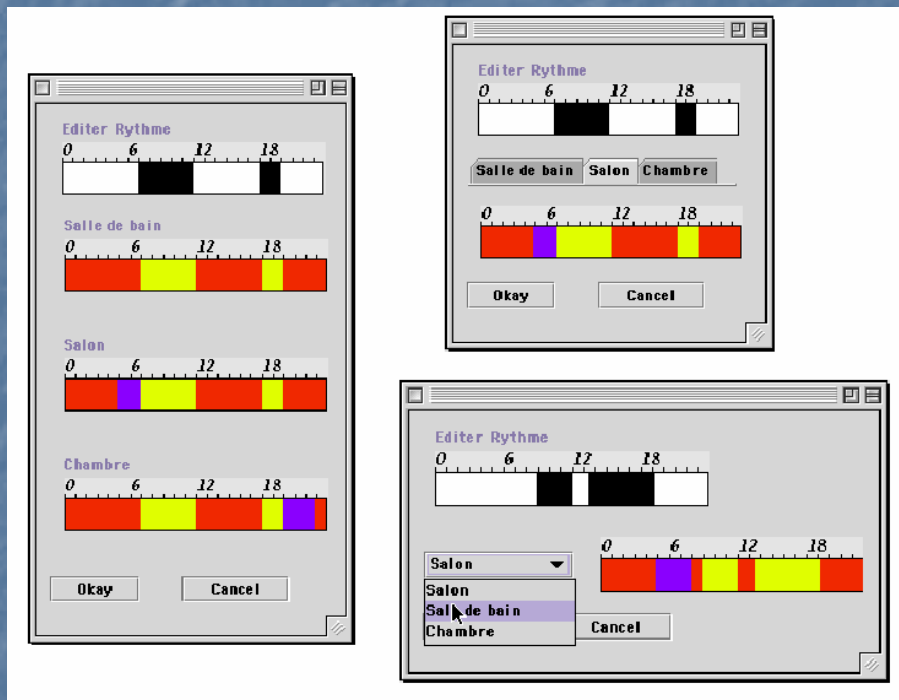 Editer Rythme
0 6 12 18
Salle de bain
0 6 12 18
Salon
0 6 12 18
Chambre
0 6 12 18
Okay Cancel
Editer Rythme
0 6 12 18
Salle de bain Salon Chambre
0 6 12 18
Okay Cancel
Editer Rythme
0 6 12 18
0 6 12 18
Salon
Salon
Salle de bain
Chambre
Cancel